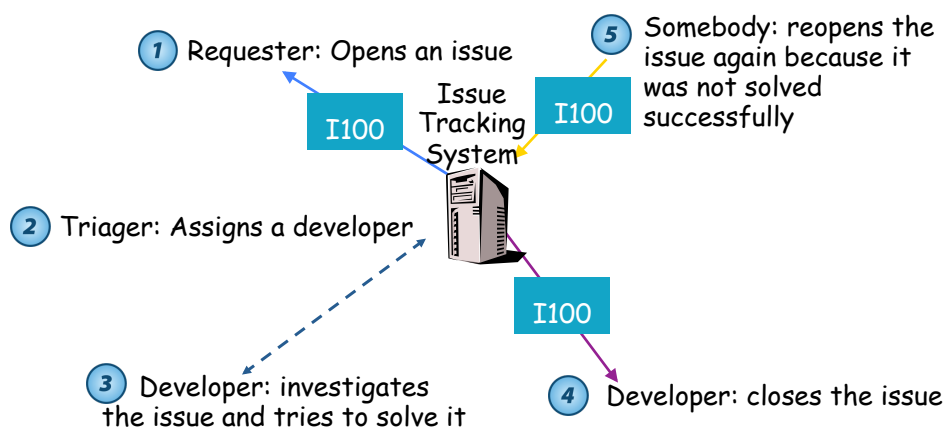 1 Requester: Opens an issue
I100
Issue
Tracking
System
5 Somebody: reopens the
issue again because it
was not solved
successfully
I100
2 Triager: Assigns a developer
I100
3 Developer: investigates
the issue and tries to solve it
4 Developer: closes the issue